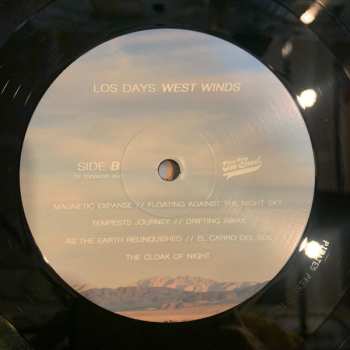 LOS DAYS WEST WINDS
SIDE B
MAGNETIC EXPANSE // FLOATING AGAINST THE NIGHT SKY
TEMPESTS JOURNEY // DRIFTING AWAY
AS THE EARTH RELINQUISHED // EL CARRO DEL SOL
THE CLOAK OF NIGHT